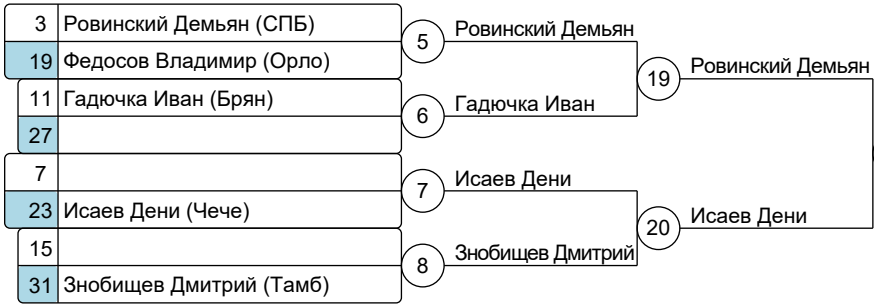 3 Ровинский Демьян (СПБ)
19 Федосов Владимир (Орло)
11 Гадючка Иван (Брян)
27
7
23 Исаев Дени (Чече)
15
31 Знобищев Дмитрий (Тамб)
5 Ровинский Демьян
6 Гадючка Иван
7 Исаев Дени
8 Знобищев Дмитрий
19 Ровинский Демьян
20 Исаев Дени